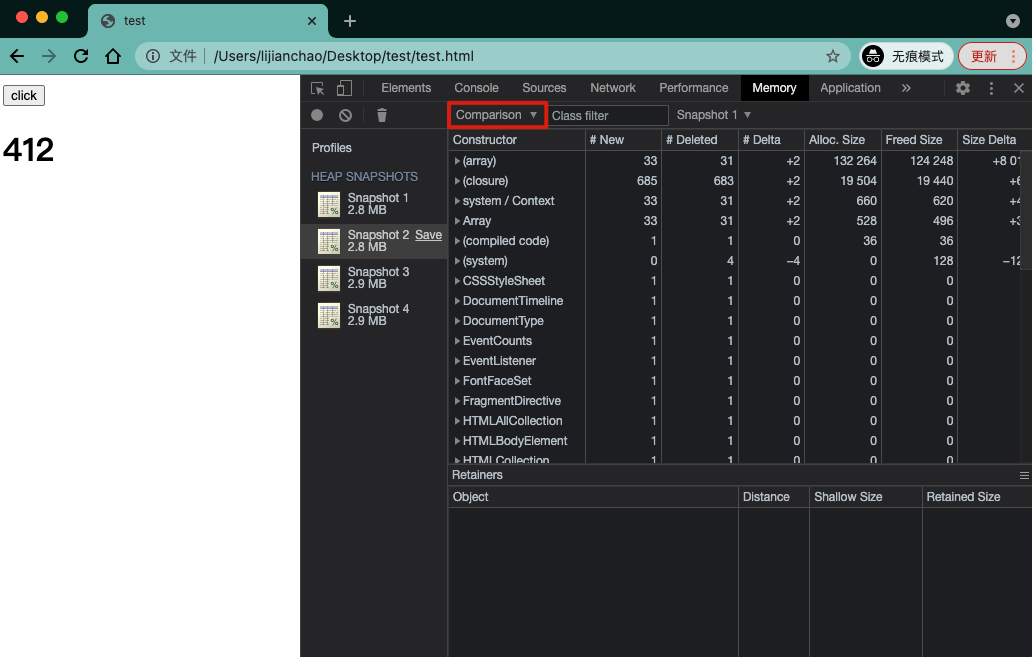 test
文件 /Users/lijianchao/Desktop/test/test.html 无痕模式 更新
click
412
Elements Console Sources Network Performance Memory Application
Comparison Class filter Snapshot 1
Profiles
HEAP SNAPSHOTS
Snapshot 1
2.8 MB
Snapshot 2 Save
2.8 MB
Snapshot 3
2.9 MB
Snapshot 4
2.9 MB
Constructor # New # Deleted # Delta Alloc. Size Freed Size Size Delta
(array) 33 31 +2 132 264 124 248 +8 01
(closure) 685 683 +2 19 504 19 440 +6
system / Context 33 31 +2 660 620 +4
Array 33 31 +2 528 496 +3
(compiled code) 1 1 0 36 36
(system) 0 4 −4 0 128 −12
CSSStyleSheet 1 1 0 0 0
DocumentTimeline 1 1 0 0 0
DocumentType 1 1 0 0 0
EventCounts 1 1 0 0 0
EventListener 1 1 0 0 0
FontFaceSet 1 1 0 0 0
FragmentDirective 1 1 0 0 0
HTMLAllCollection 1 1 0 0 0
HTMLBodyElement 1 1 0 0 0
HTMLCollection 1 1 0 0 0
Retainers
Object Distance Shallow Size Retained Size